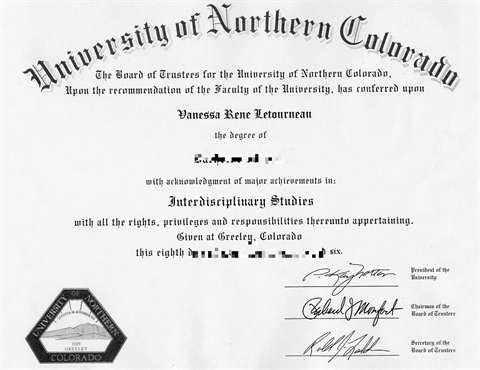 University of Northern Colorado
The Board of Trustees for the University of Northern Colorado,
Upon the recommendation of the Faculty of the University, has conferred upon
Vanessa Rene Letourneau
the degree of
with acknowledgment of major achievements in:
Interdisciplinary Studies
with all the rights, privileges and responsibilities thereunto appertaining.
Given at Greeley, Colorado
this eighth six.
President of the
University
Chairman of the
Board of Trustees
Secretary of the
Board of Trustees
UNIVERSITY OF NORTHERN
COLORADO
1889
GREELEY